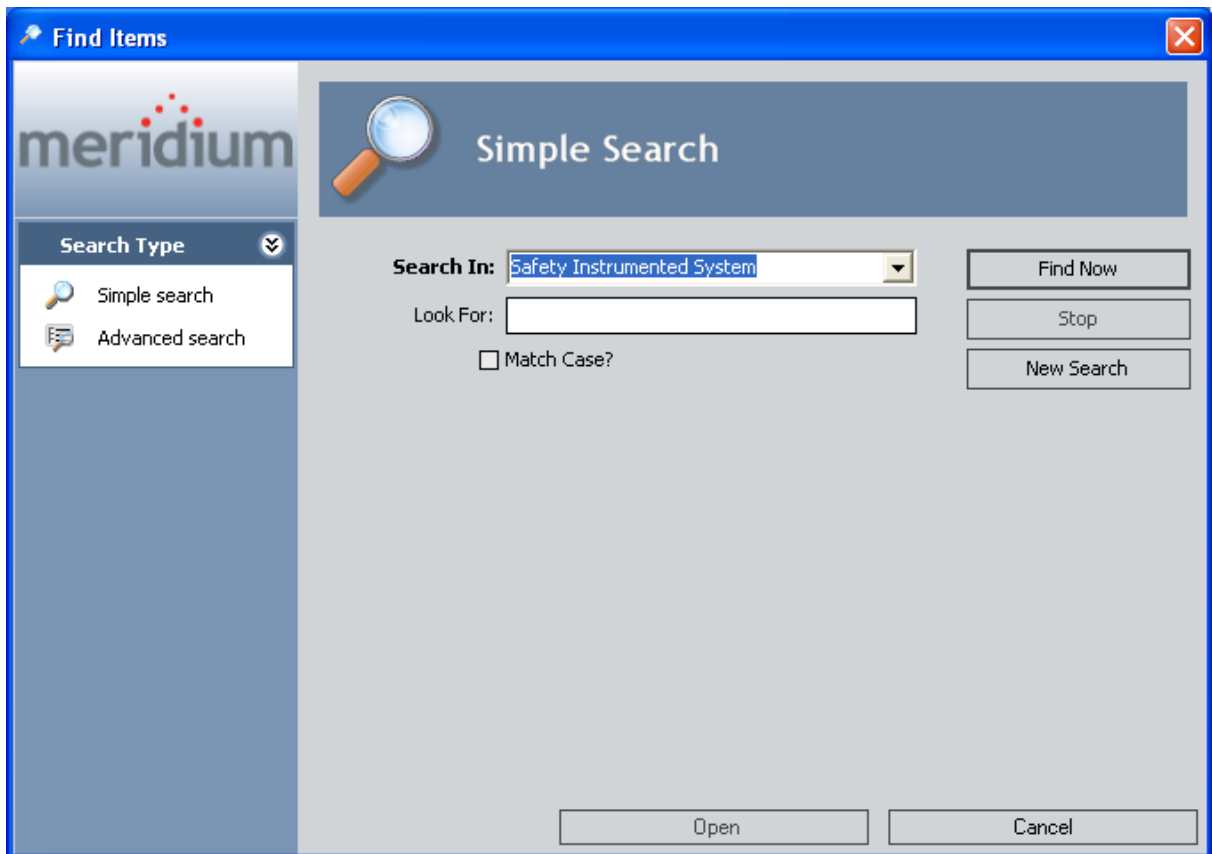 Find Items
meridium
Simple Search
Search Type
Simple search
Advanced search
Search In: Safety Instrumented System
Find Now
Look For:
Stop
Match Case?
New Search
Open
Cancel